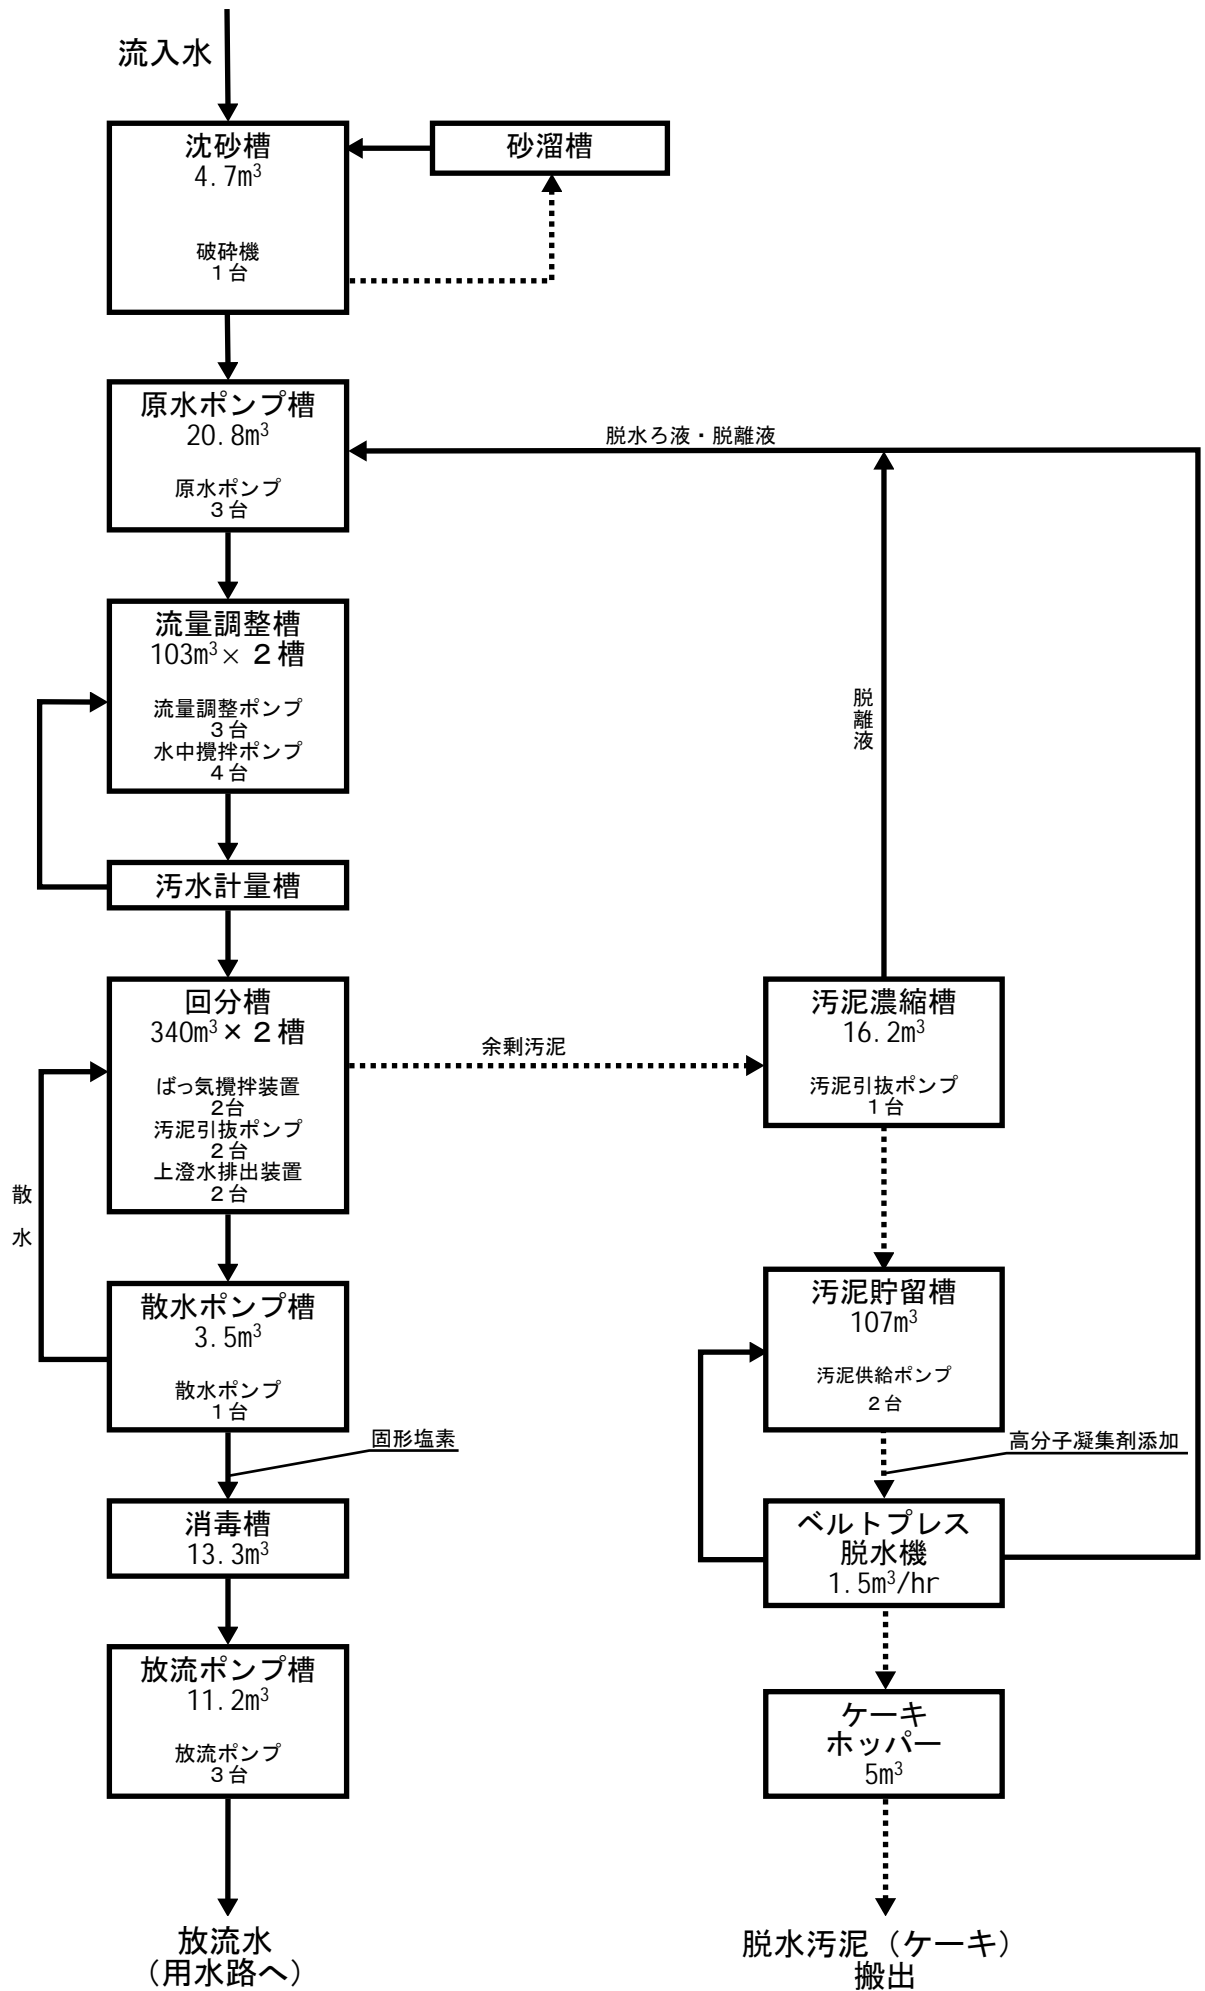 流入水
沈砂槽
4.7m³
破砕機
1台
砂溜槽
原水ポンプ槽
20.8m³
原水ポンプ
3台
脱水ろ液・脱離液
流量調整槽
103m³× 2槽
流量調整ポンプ
3台
水中攪拌ポンプ
4台
脱離液
汚水計量槽
回分槽
340m³× 2槽
ばっ気攪拌装置
2台
汚泥引抜ポンプ
2台
上澄水排出装置
2台
余剰汚泥
汚泥濃縮槽
16.2m³
汚泥引抜ポンプ
1台
散水
散水ポンプ槽
3.5m³
散水ポンプ
1台
汚泥貯留槽
107m³
汚泥供給ポンプ
2台
固形塩素
高分子凝集剤添加
消毒槽
13.3m³
ベルトプレス
脱水機
1.5m³/hr
放流ポンプ槽
11.2m³
放流ポンプ
3台
ケーキ
ホッパー
5m³
放流水
(用水路へ)
脱水汚泥(ケーキ)
搬出